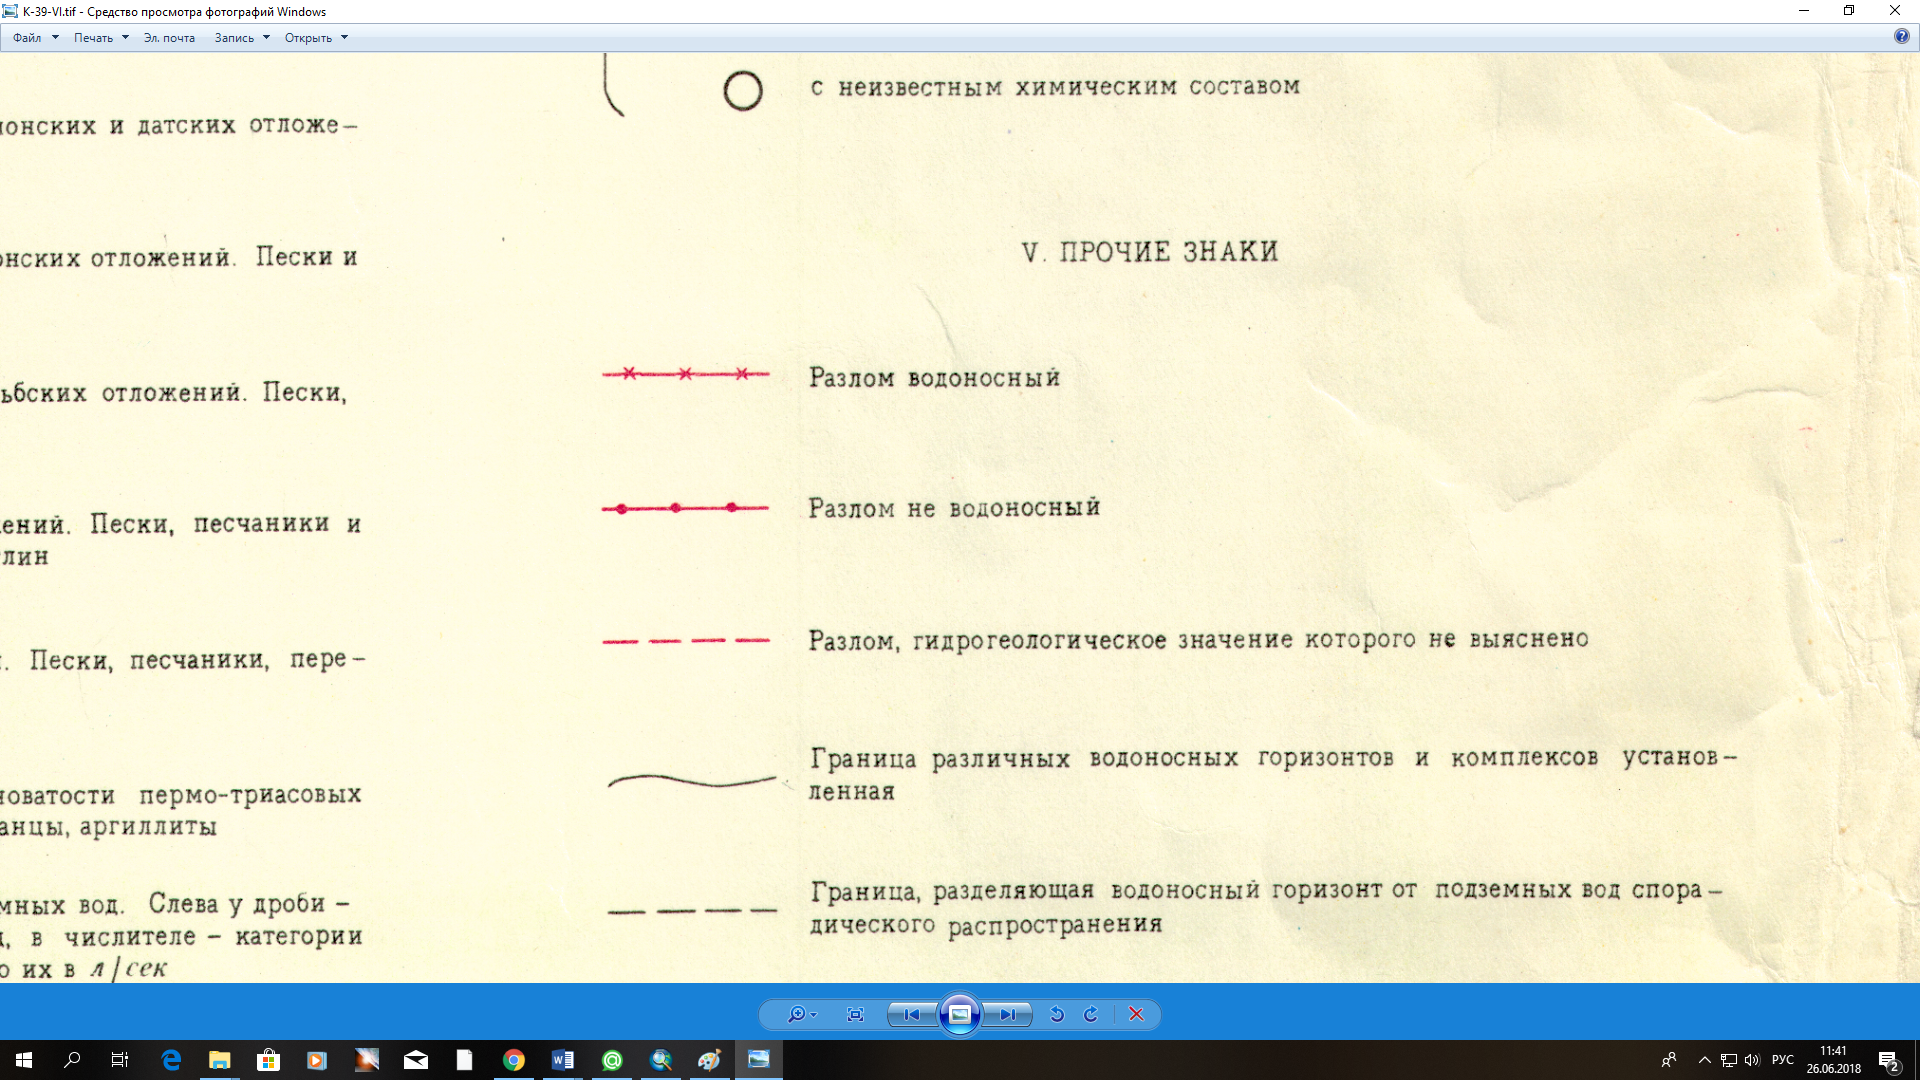 K-39-VI.tif - Средство просмотра фотографий Windows
Файл Печать Эл. почта Запись Открыть
онских и датских отложе–
онских отложений. Пески и
ьбских отложений. Пески,
ений. Пески, песчаники и
глин
. Пески, песчаники, пере–
новатости пермо-триасовых
анцы, аргиллиты
мных вод. Слева у дроби –
, в числителе – категории
о их в л/сек
с неизвестным химическим составом
V. ПРОЧИЕ ЗНАКИ
Разлом водоносный
Разлом не водоносный
Разлом, гидрогеологическое значение которого не выяснено
Граница различных водоносных горизонтов и комплексов установ–
ленная
Граница, разделяющая водоносный горизонт от подземных вод спора–
дического распространения
РУС
11:41
26.06.2018
2